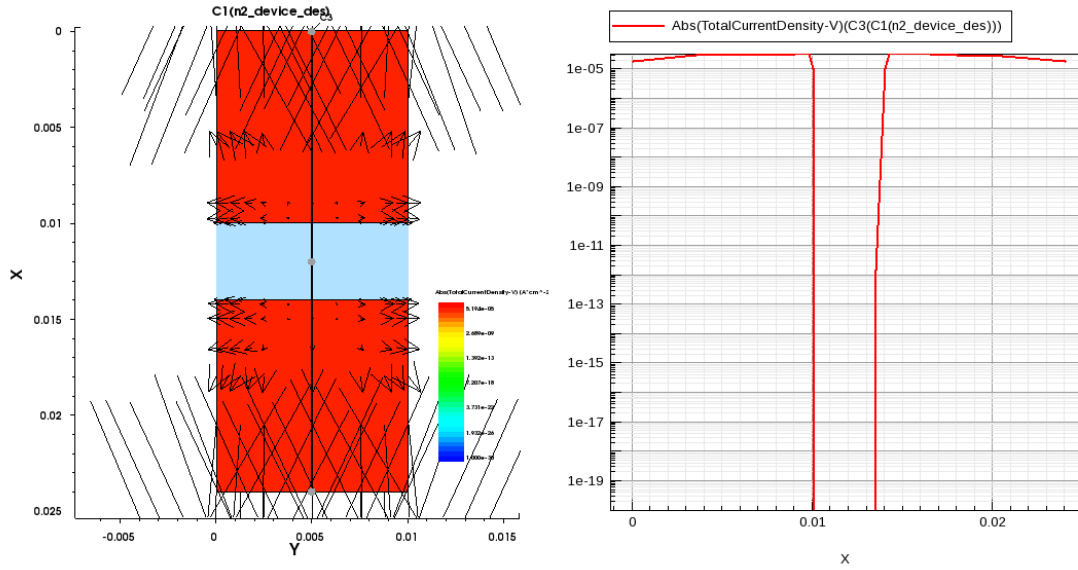 C1(n2_device_des)
C3
0
0.005
0.01
0.015
0.02
0.025
X
-0.005
0
0.005
0.01
0.015
Y
Abs(TotalCurrentDensity-V) (A*cm^-2
2.689e-09
1.392e-13
7.207e-18
3.731e-22
1.932e-26
1.000e-30
Abs(TotalCurrentDensity-V)(C3(C1(n2_device_des)))
1e-05
1e-07
1e-09
1e-11
1e-13
1e-15
1e-17
1e-19
0
0.01
0.02
X